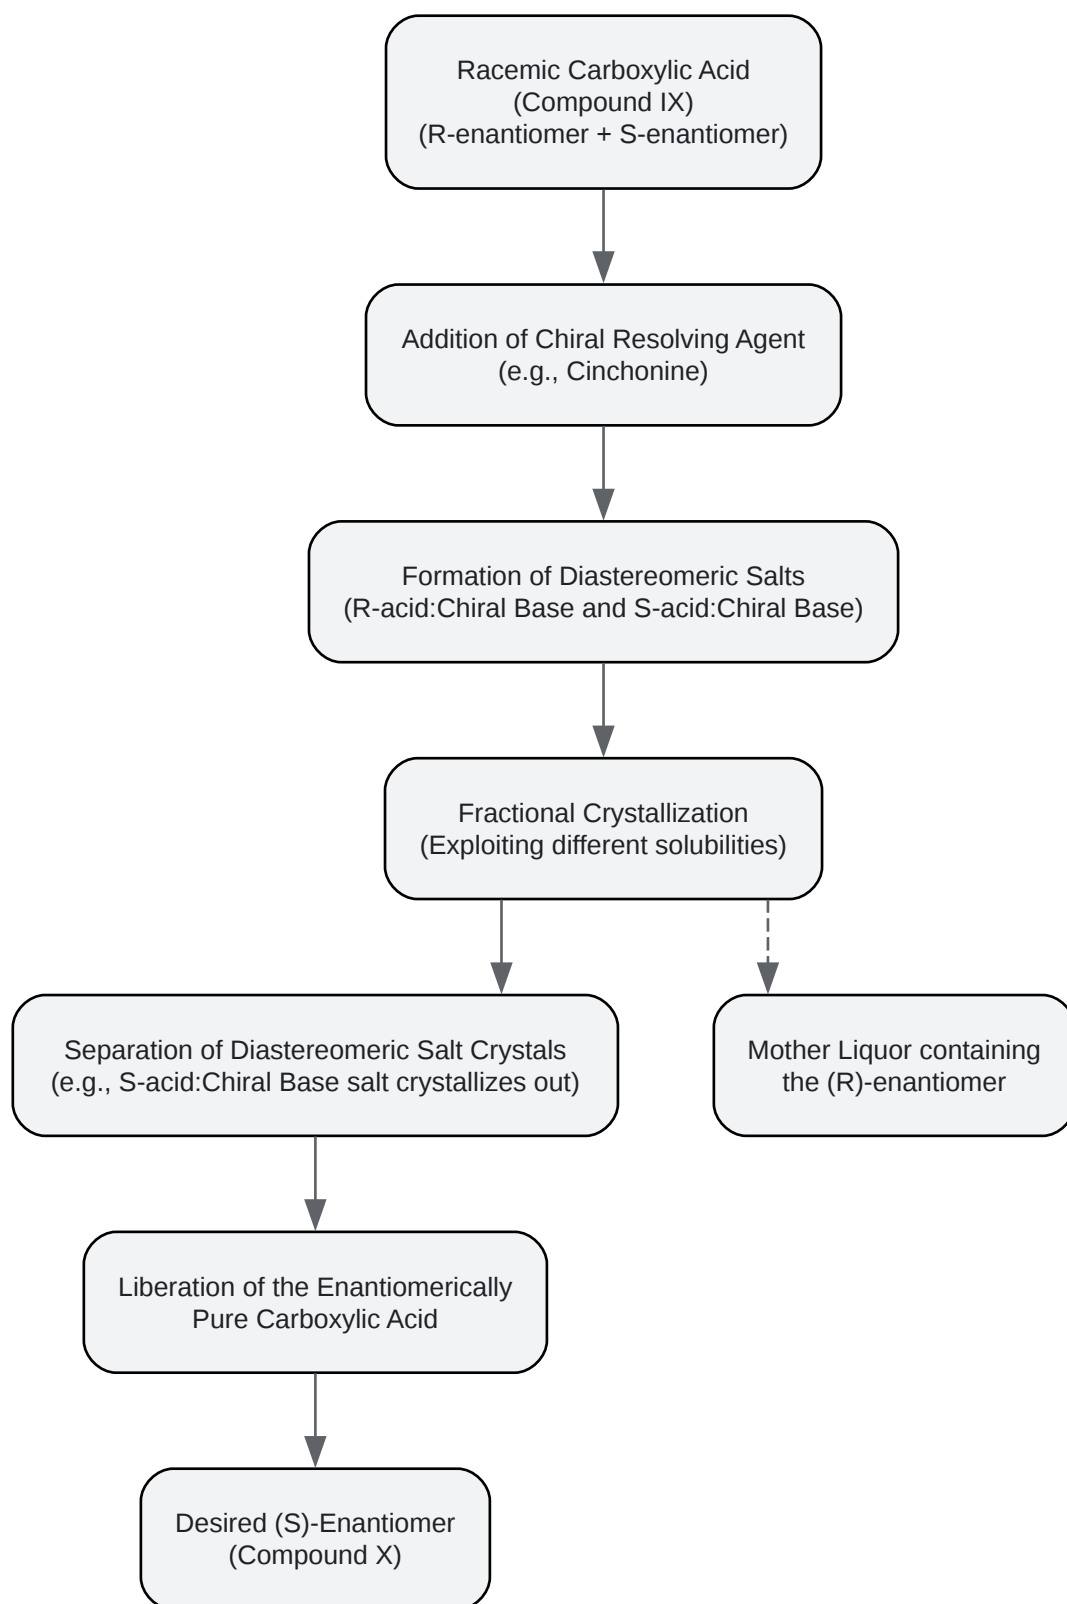 Racemic Carboxylic Acid
(Compound IX)
(R-enantiomer + S-enantiomer)
Addition of Chiral Resolving Agent
(e.g., Cinchonine)
Formation of Diastereomeric Salts
(R-acid:Chiral Base and S-acid:Chiral Base)
Fractional Crystallization
(Exploiting different solubilities)
Separation of Diastereomeric Salt Crystals
(e.g., S-acid:Chiral Base salt crystallizes out)
Mother Liquor containing
the (R)-enantiomer
Liberation of the Enantiomerically
Pure Carboxylic Acid
Desired (S)-Enantiomer
(Compound X)